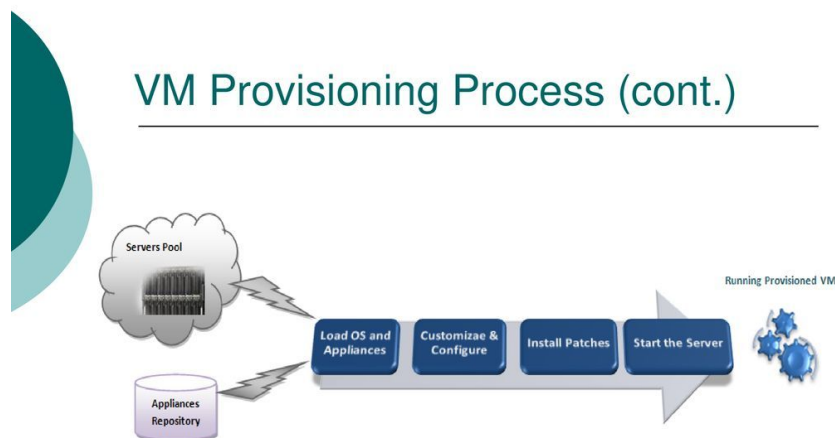 VM Provisioning Process (cont.)
Servers Pool
Appliances
Repository
Load OS and
Appliances
Customizae &
Configure
Install Patches
Start the Server
Running Provisioned VM